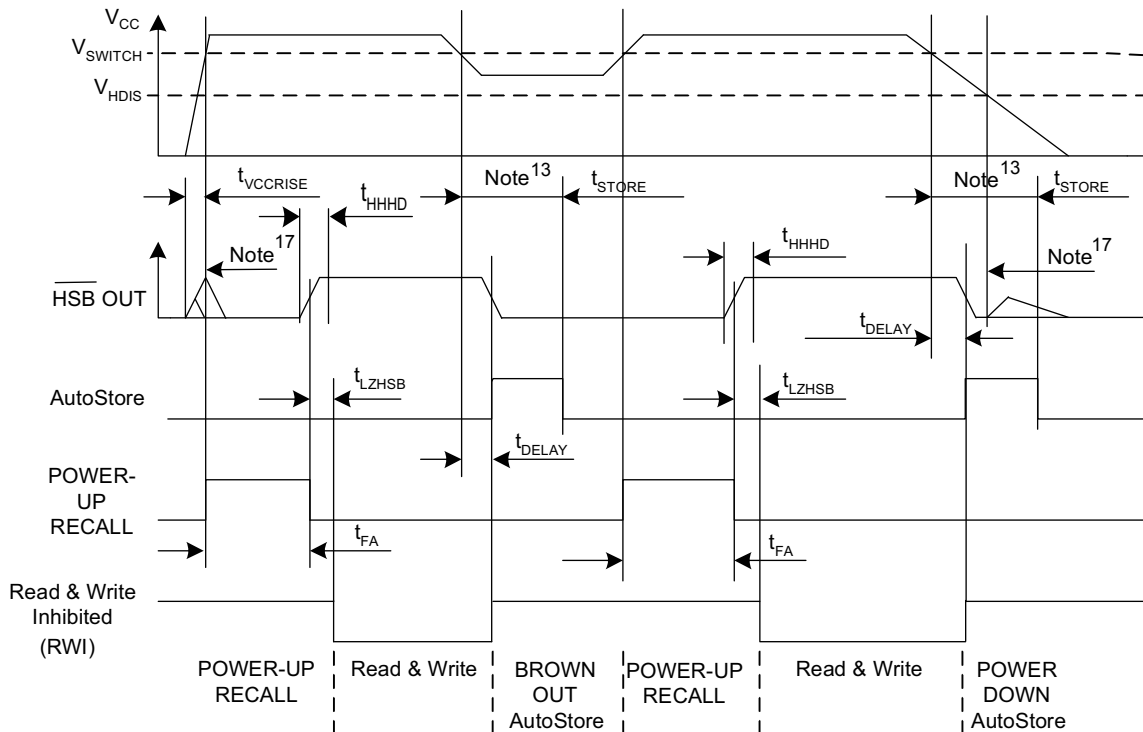 VCC
VSWITCH
VHDIS
tVCCRISE
Note13
tSTORE
Note13
tSTORE
tHHHD
Note17
tHHHD
Note17
HSB OUT
tDELAY
tLZHSB
tLZHSB
AutoStore
tDELAY
POWER-
UP
RECALL
tFA
tFA
Read & Write
Inhibited
(RWI)
POWER-UP
RECALL
Read & Write
BROWN
OUT
AutoStore
POWER-UP
RECALL
Read & Write
POWER
DOWN
AutoStore